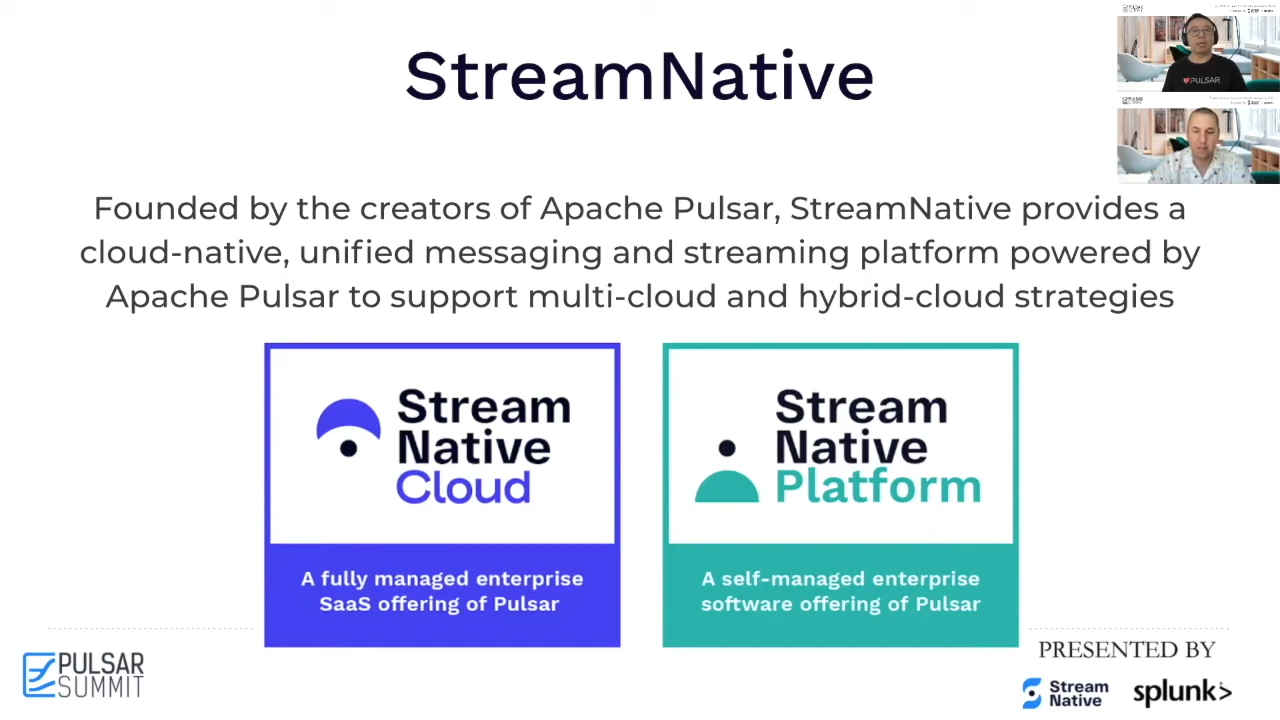 StreamNative
PULSAR
Founded by the creators of Apache Pulsar, StreamNative provides a
cloud-native, unified messaging and streaming platform powered by
Apache Pulsar to support multi-cloud and hybrid-cloud strategies
Stream
Native
Cloud
A fully managed enterprise
SaaS offering of Pulsar
Stream
Native
Platform
A self-managed enterprise
software offering of Pulsar
PULSAR
SUMMIT
PRESENTED BY
Stream
Native
splunk>